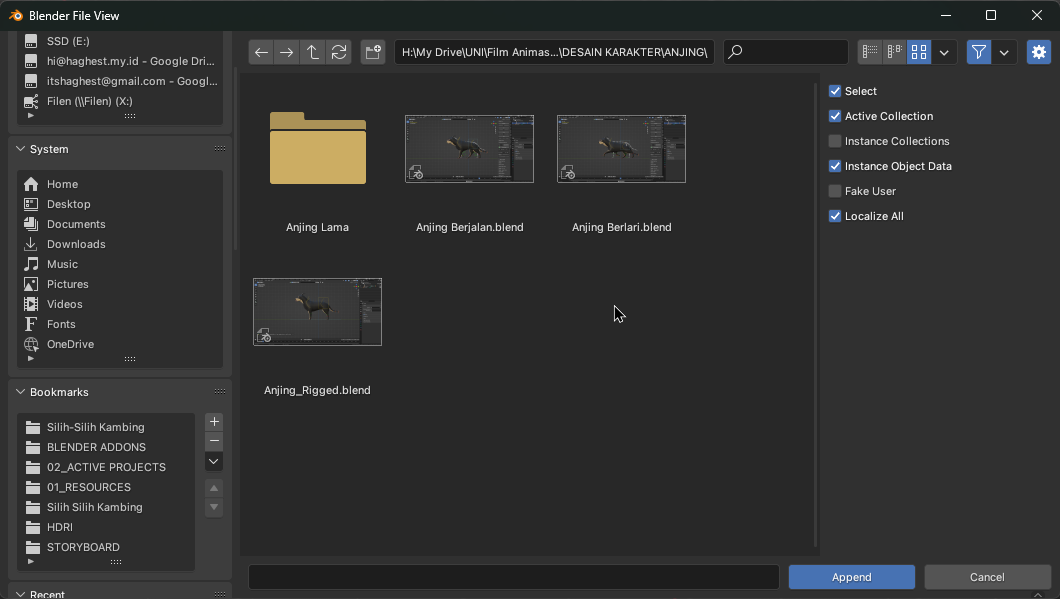 Blender File View
SSD (E:)
hi@haghest.my.id - Google Dri...
itshaghest@gmail.com - Googl...
Filen (\\Filen) (X:)
System
Home
Desktop
Documents
Downloads
Music
Pictures
Videos
Fonts
OneDrive
Bookmarks
Silih-Silih Kambing
BLENDER ADDONS
02_ACTIVE PROJECTS
01_RESOURCES
Silih Silih Kambing
HDRI
STORYBOARD
Recent
H:\My Drive\UNI\Film Animas...\DESAIN KARAKTER\ANJING\
Anjing Lama
Anjing Berjalan.blend
Anjing Berlari.blend
Anjing_Rigged.blend
Select
Active Collection
Instance Collections
Instance Object Data
Fake User
Localize All
Append
Cancel